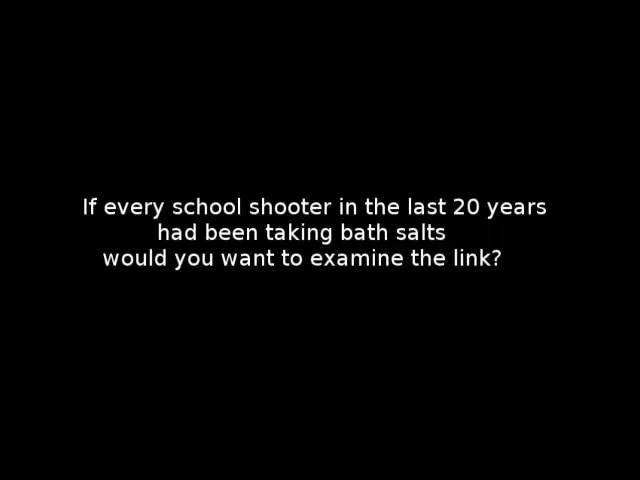 If every school shooter in the last 20 years
had been taking bath salts
would you want to examine the link?